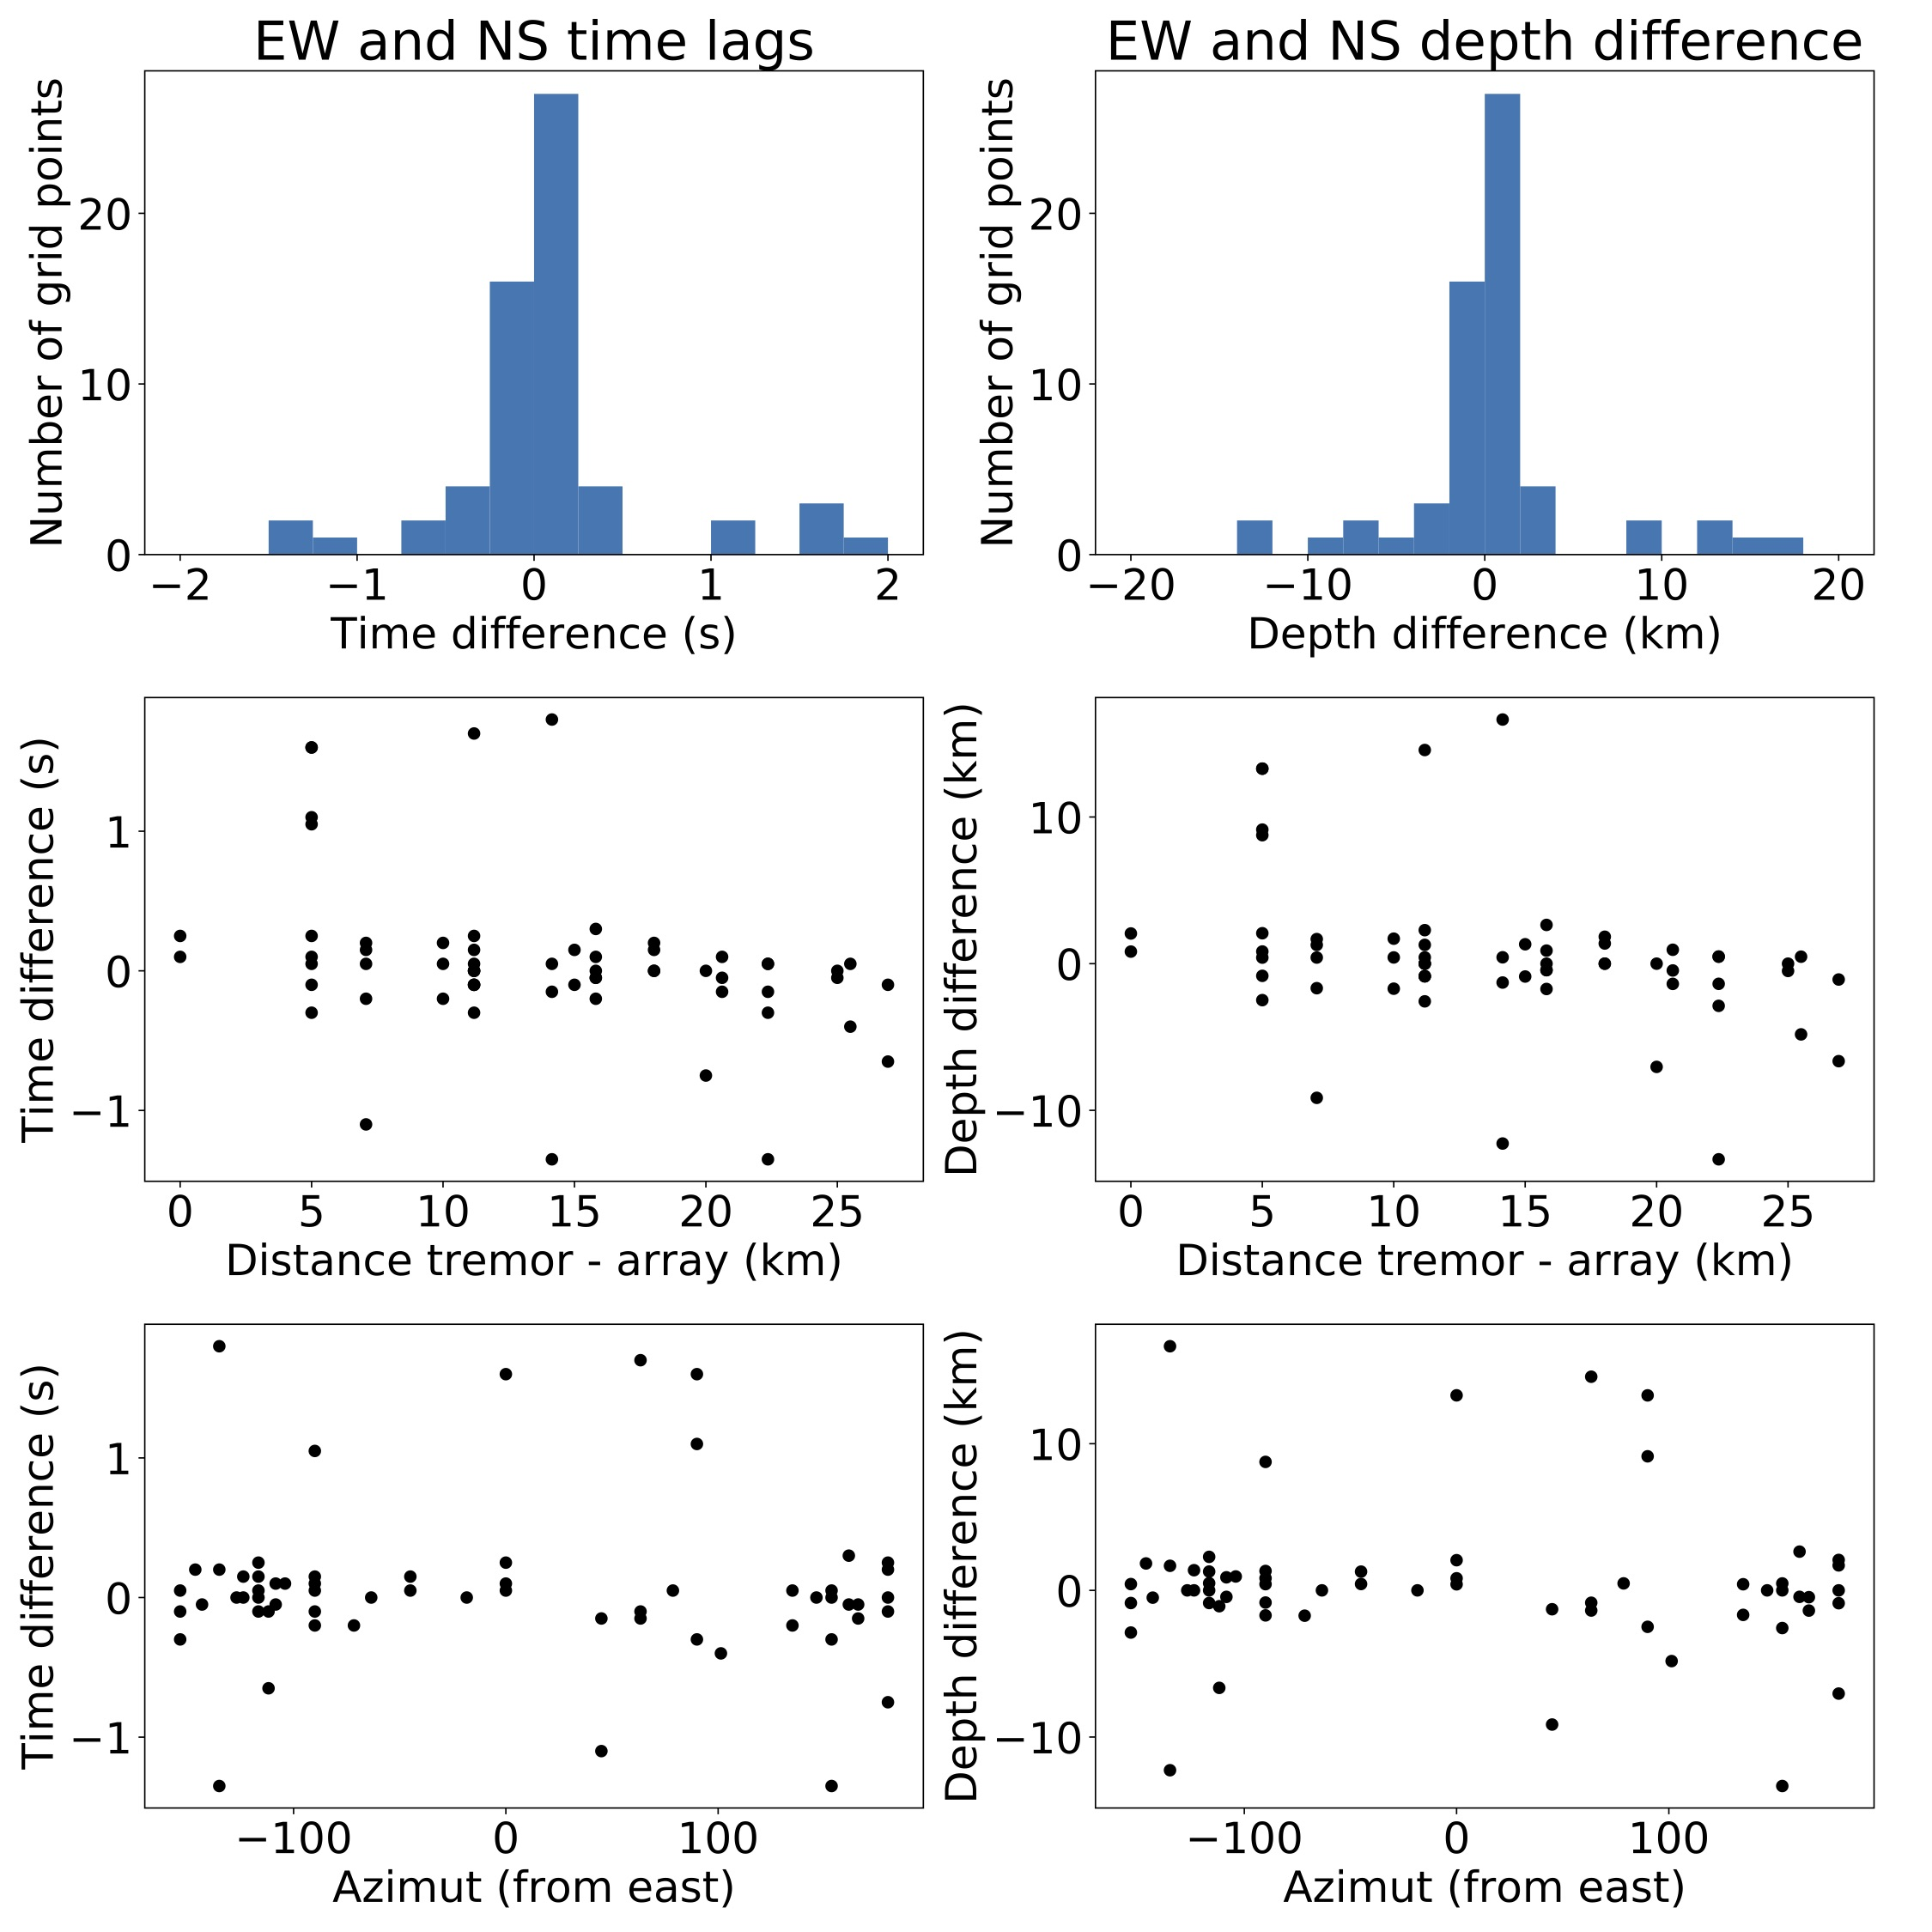 EW and NS time lags
Number of grid points
20
10
0
−2 −1 0 1 2
Time difference (s)
EW and NS depth difference
Number of grid points
20
10
0
−20 −10 0 10 20
Depth difference (km)
Time difference (s)
1
0
−1
0 5 10 15 20 25
Distance tremor - array (km)
Depth difference (km)
10
0
−10
0 5 10 15 20 25
Distance tremor - array (km)
Time difference (s)
1
0
−1
−100 0 100
Azimut (from east)
Depth difference (km)
10
0
−10
−100 0 100
Azimut (from east)